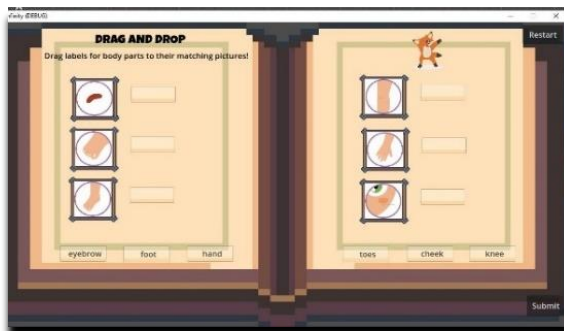 (DEBUG)
DRAG AND DROP
Drag labels for body parts to their matching pictures!
eyebrow
foot
hand
Restart
toes
cheek
knee
Submit